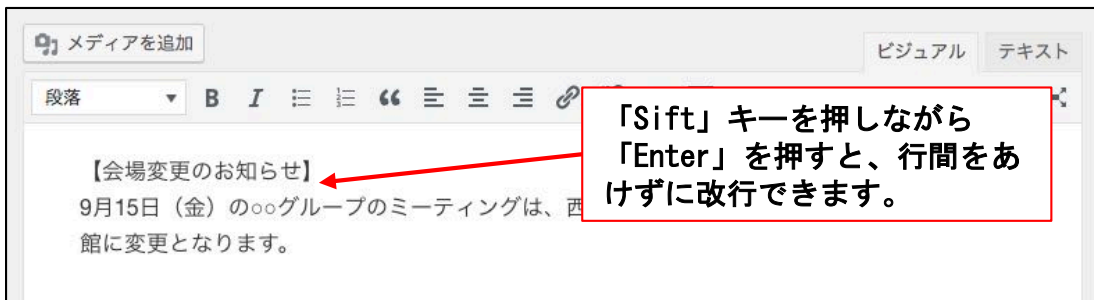 メディアを追加
ビジュアル テキスト
段落 B I
「Sift」キーを押しながら
「Enter」を押すと、行間をあ
けずに改行できます。
【会場変更のお知らせ】
9月15日（金）の○○グループのミーティングは、西
館に変更となります。